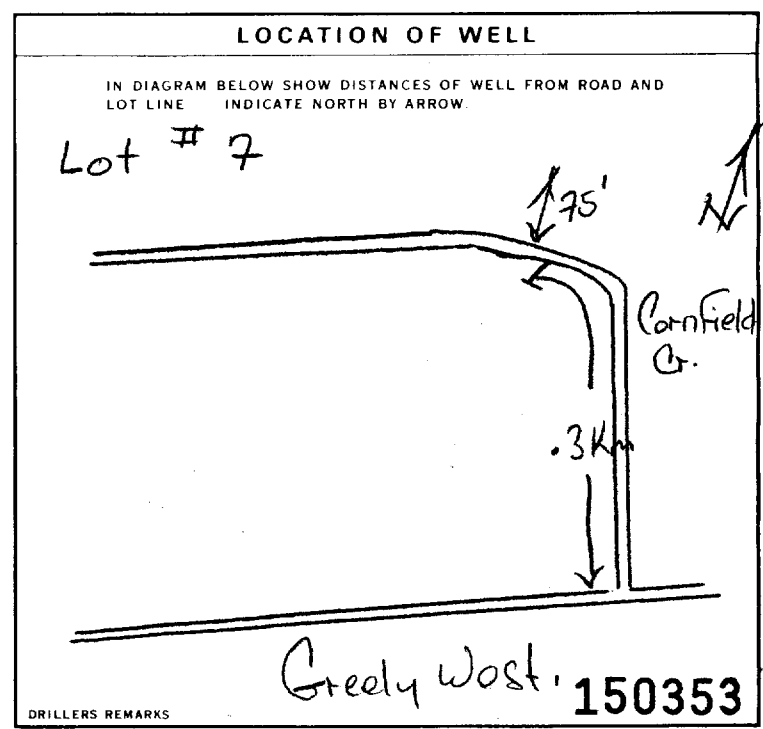 LOCATION OF WELL
IN DIAGRAM BELOW SHOW DISTANCES OF WELL FROM ROAD AND
LOT LINE INDICATE NORTH BY ARROW.
Lot # 7
75'
N
Cornfield
Cr.
.3Km
Greely West.
150353
DRILLERS REMARKS